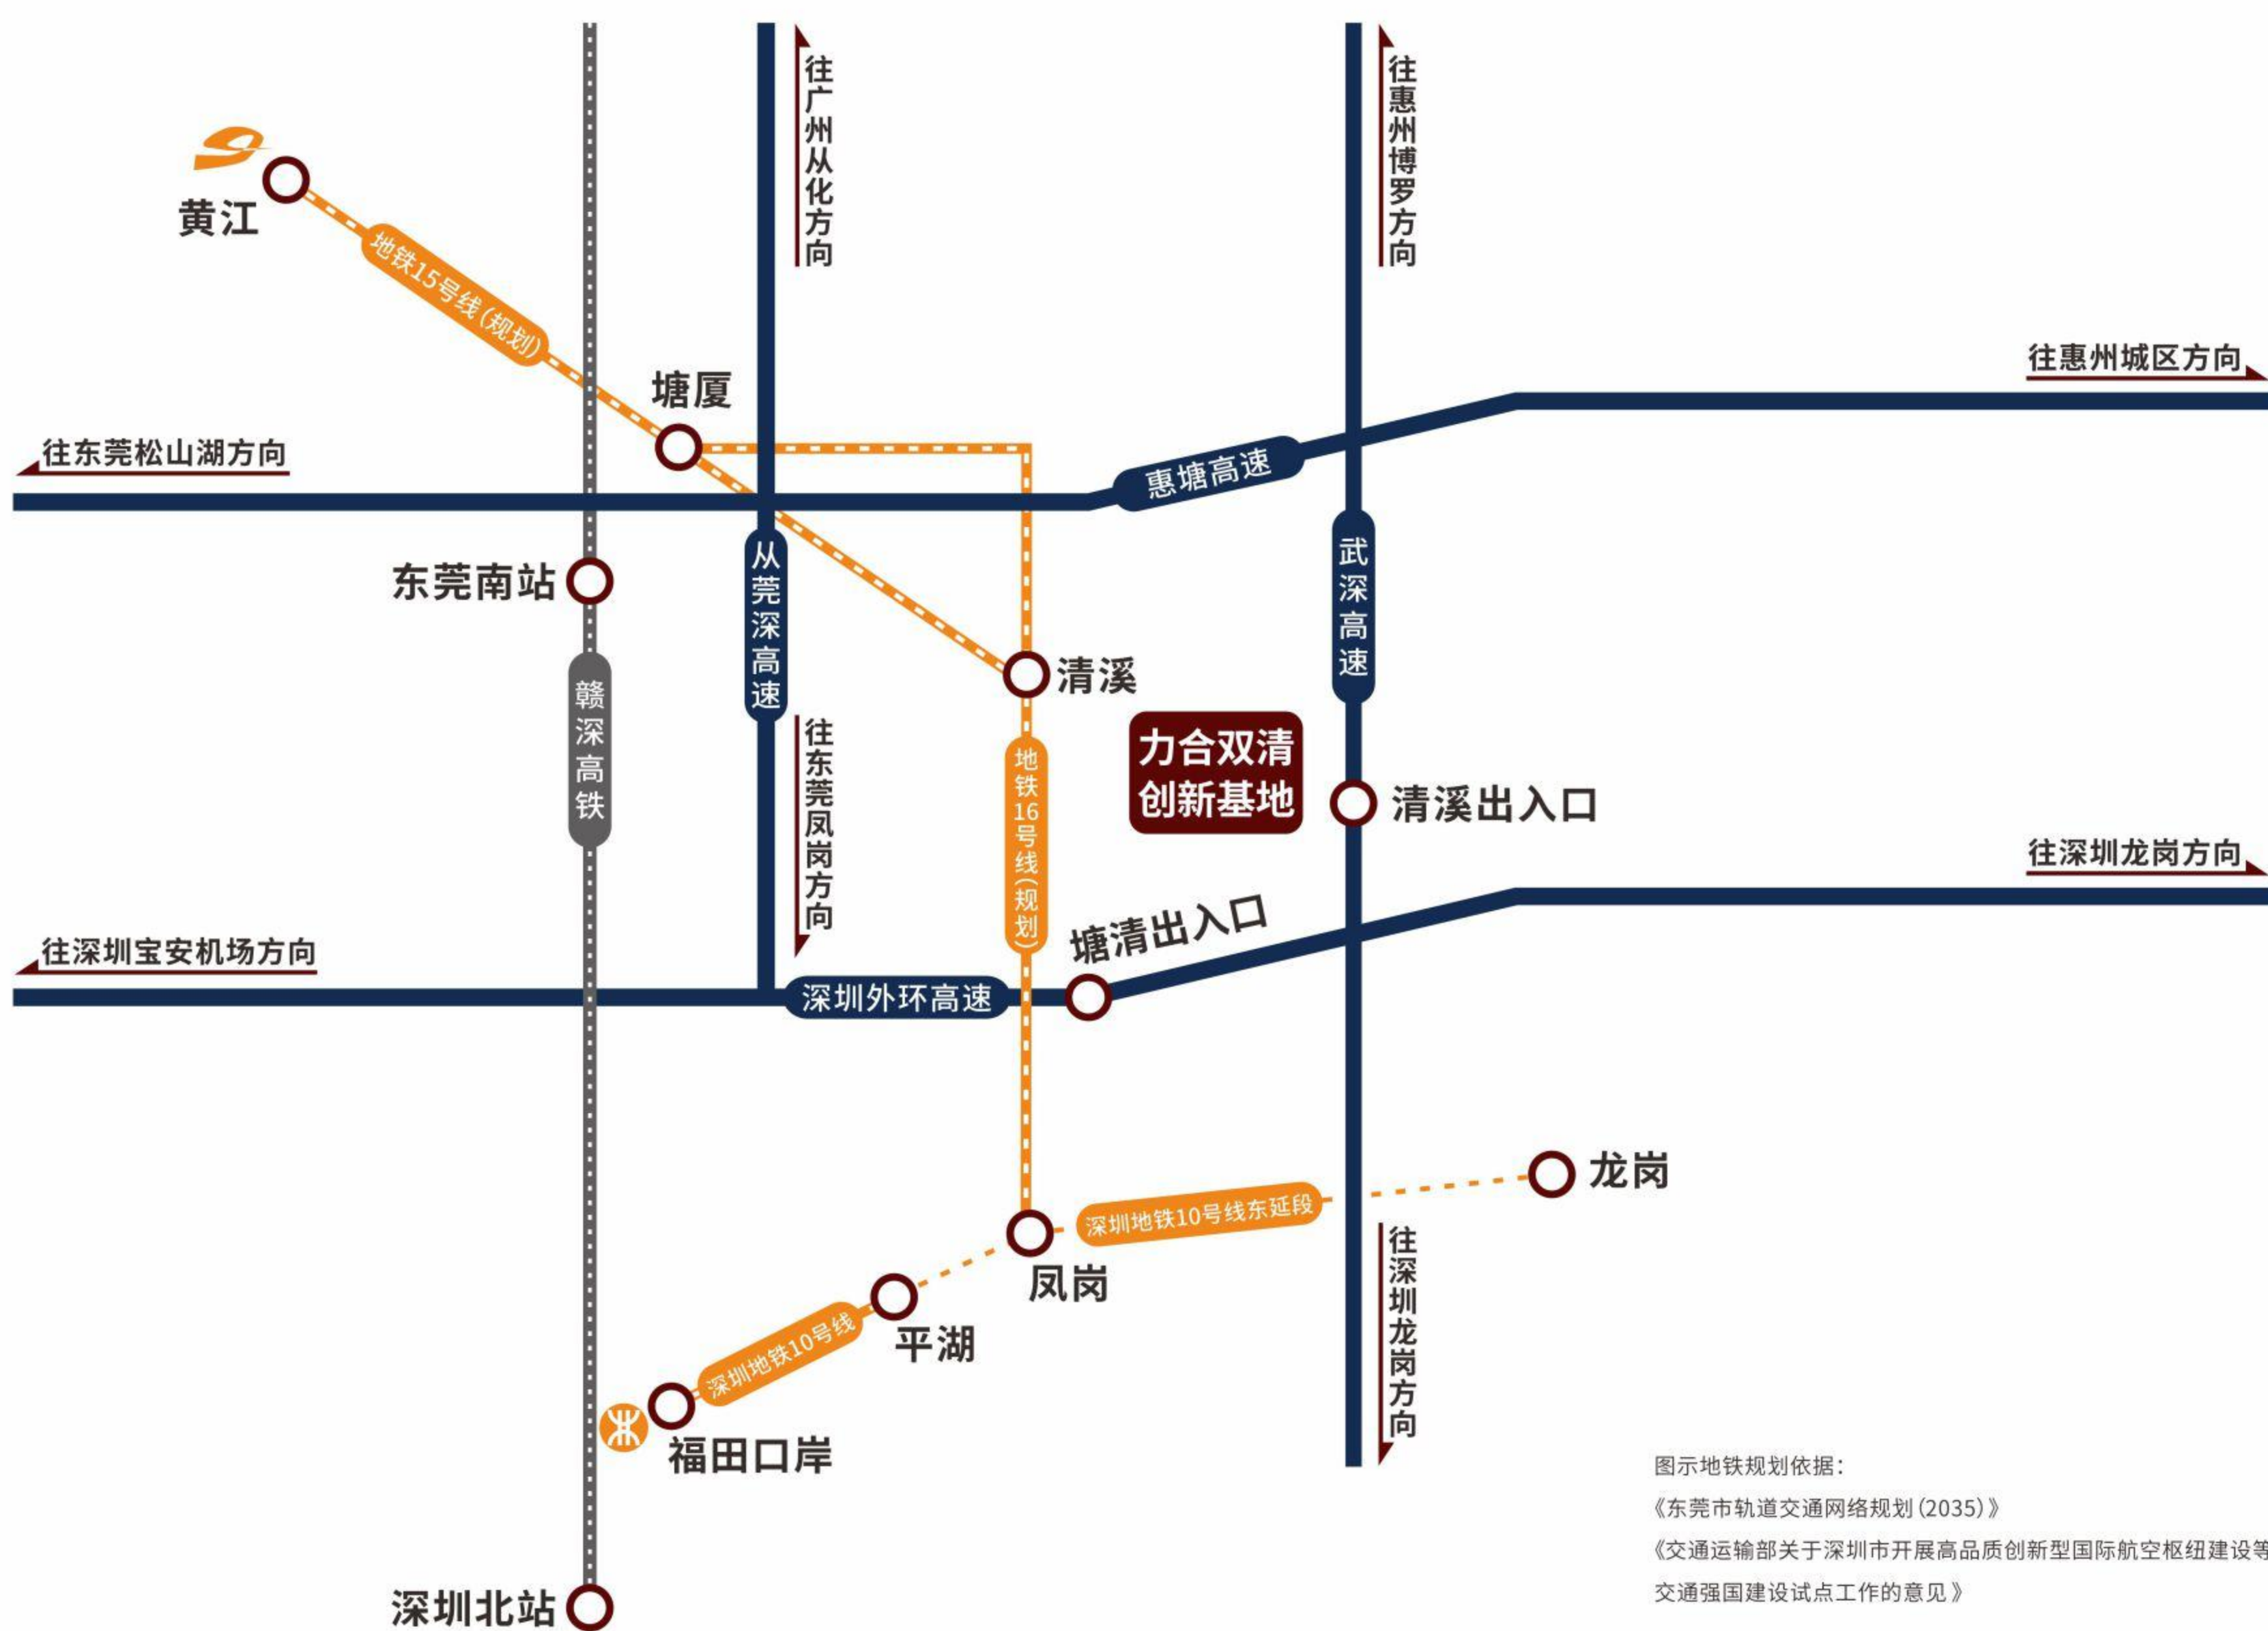 往广州从化方向
往惠州博罗方向
黄江
地铁15号线（规划）
塘厦
往惠州城区方向
往东莞松山湖方向
惠塘高速
东莞南站
从莞深高速
武深高速
清溪
赣深高铁
往东莞凤岗方向
地铁16号线（规划）
力合双清
创新基地
清溪出入口
往深圳龙岗方向
塘清出入口
往深圳宝安机场方向
深圳外环高速
龙岗
深圳地铁10号线东延段
凤岗
往深圳龙岗方向
平湖
深圳地铁10号线
福田口岸
图示地铁规划依据：
《东莞市轨道交通网络规划（2035）》
《交通运输部关于深圳市开展高品质创新型国际航空枢纽建设等
交通强国建设试点工作的意见》
深圳北站